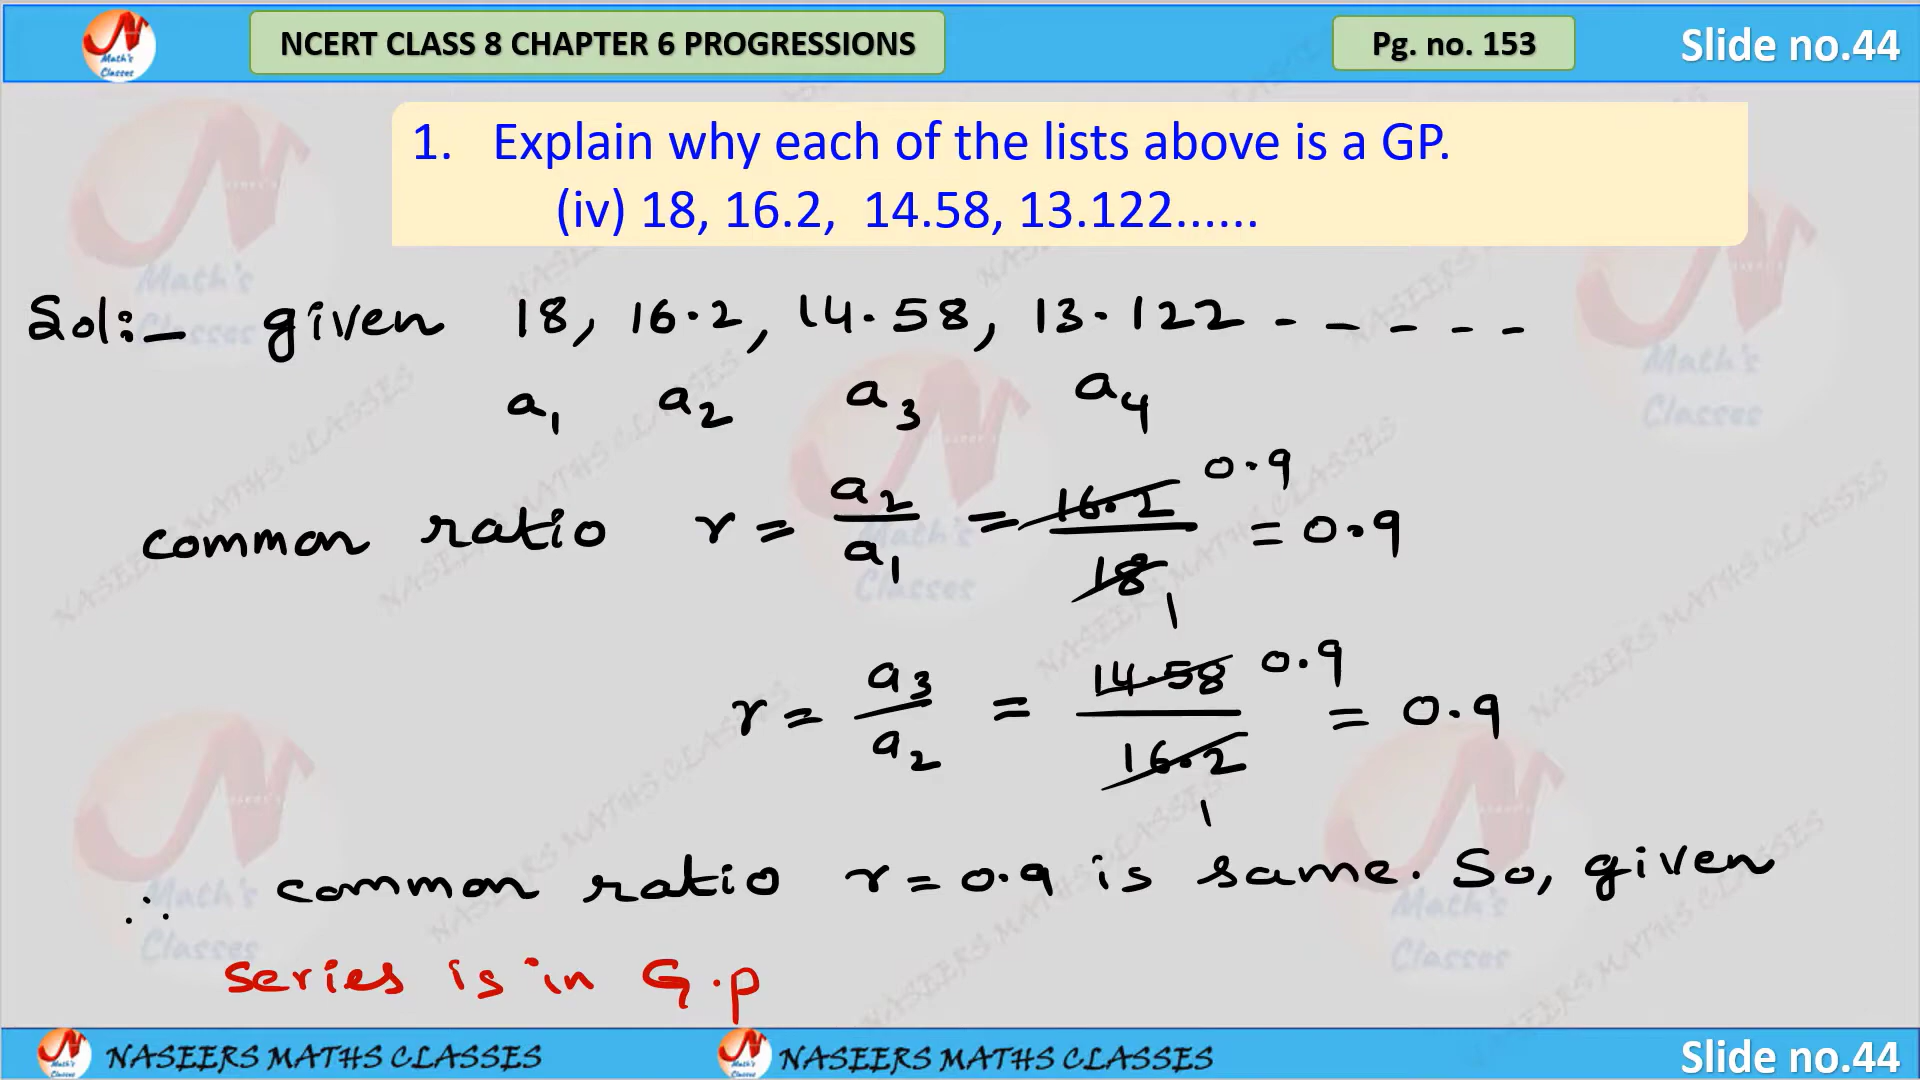 NCERT CLASS 8 CHAPTER 6 PROGRESSIONS
Pg. no. 153
Slide no.44
Math's
Classes
1. Explain why each of the lists above is a GP.
(iv) 18, 16.2, 14.58, 13.122......
Sol:- given 18, 16.2, 14.58, 13.122 - - - - -
a₁ a₂ a₃ a₄
common ratio r = a₂/a₁ = 16.2/18 = 0.9
0.9
1
r = a₃/a₂ = 14.58/16.2 = 0.9
0.9
1
∴ common ratio r = 0.9 is same. So, given
series is in G.p
NASEERS MATHS CLASSES
NASEERS MATHS CLASSES
Slide no.44